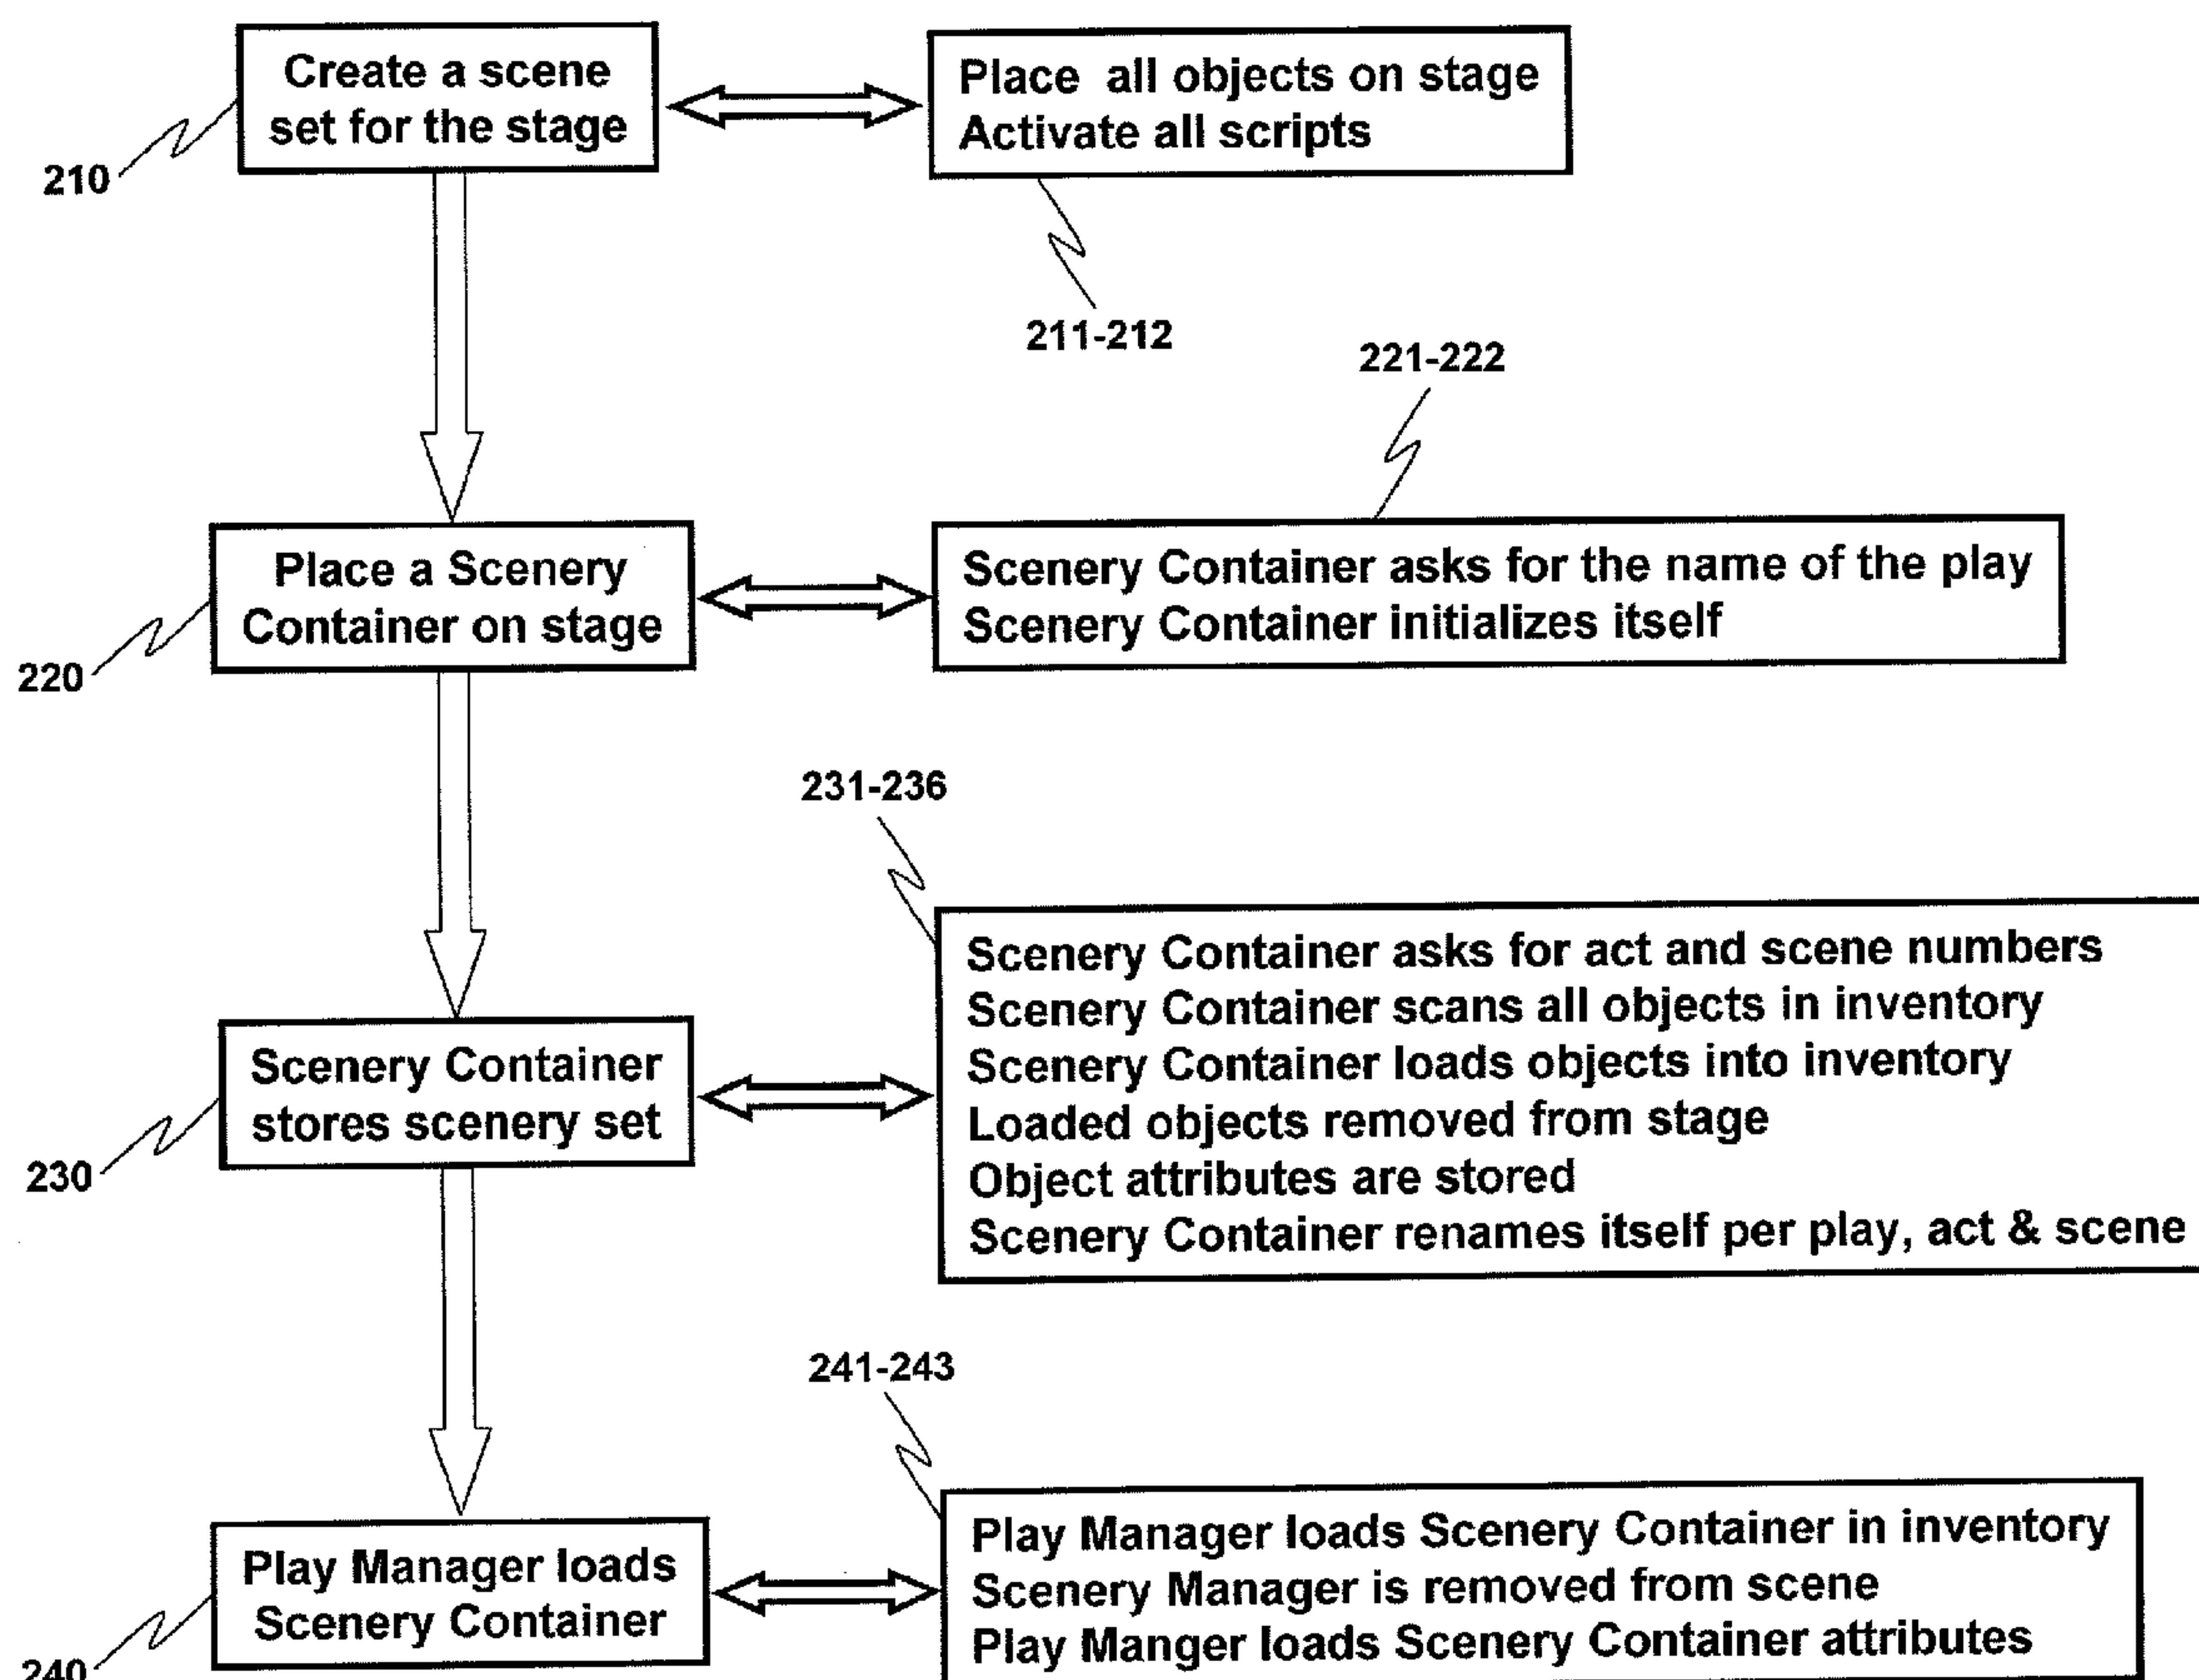 Create a scene
set for the stage
Place all objects on stage
Activate all scripts
210
211-212
221-222
Place a Scenery
Container on stage
Scenery Container asks for the name of the play
Scenery Container initializes itself
220
231-236
Scenery Container
stores scenery set
Scenery Container asks for act and scene numbers
Scenery Container scans all objects in inventory
Scenery Container loads objects into inventory
Loaded objects removed from stage
Object attributes are stored
Scenery Container renames itself per play, act & scene
230
241-243
Play Manager loads
Scenery Container
Play Manager loads Scenery Container in inventory
Scenery Manager is removed from scene
Play Manger loads Scenery Container attributes
240